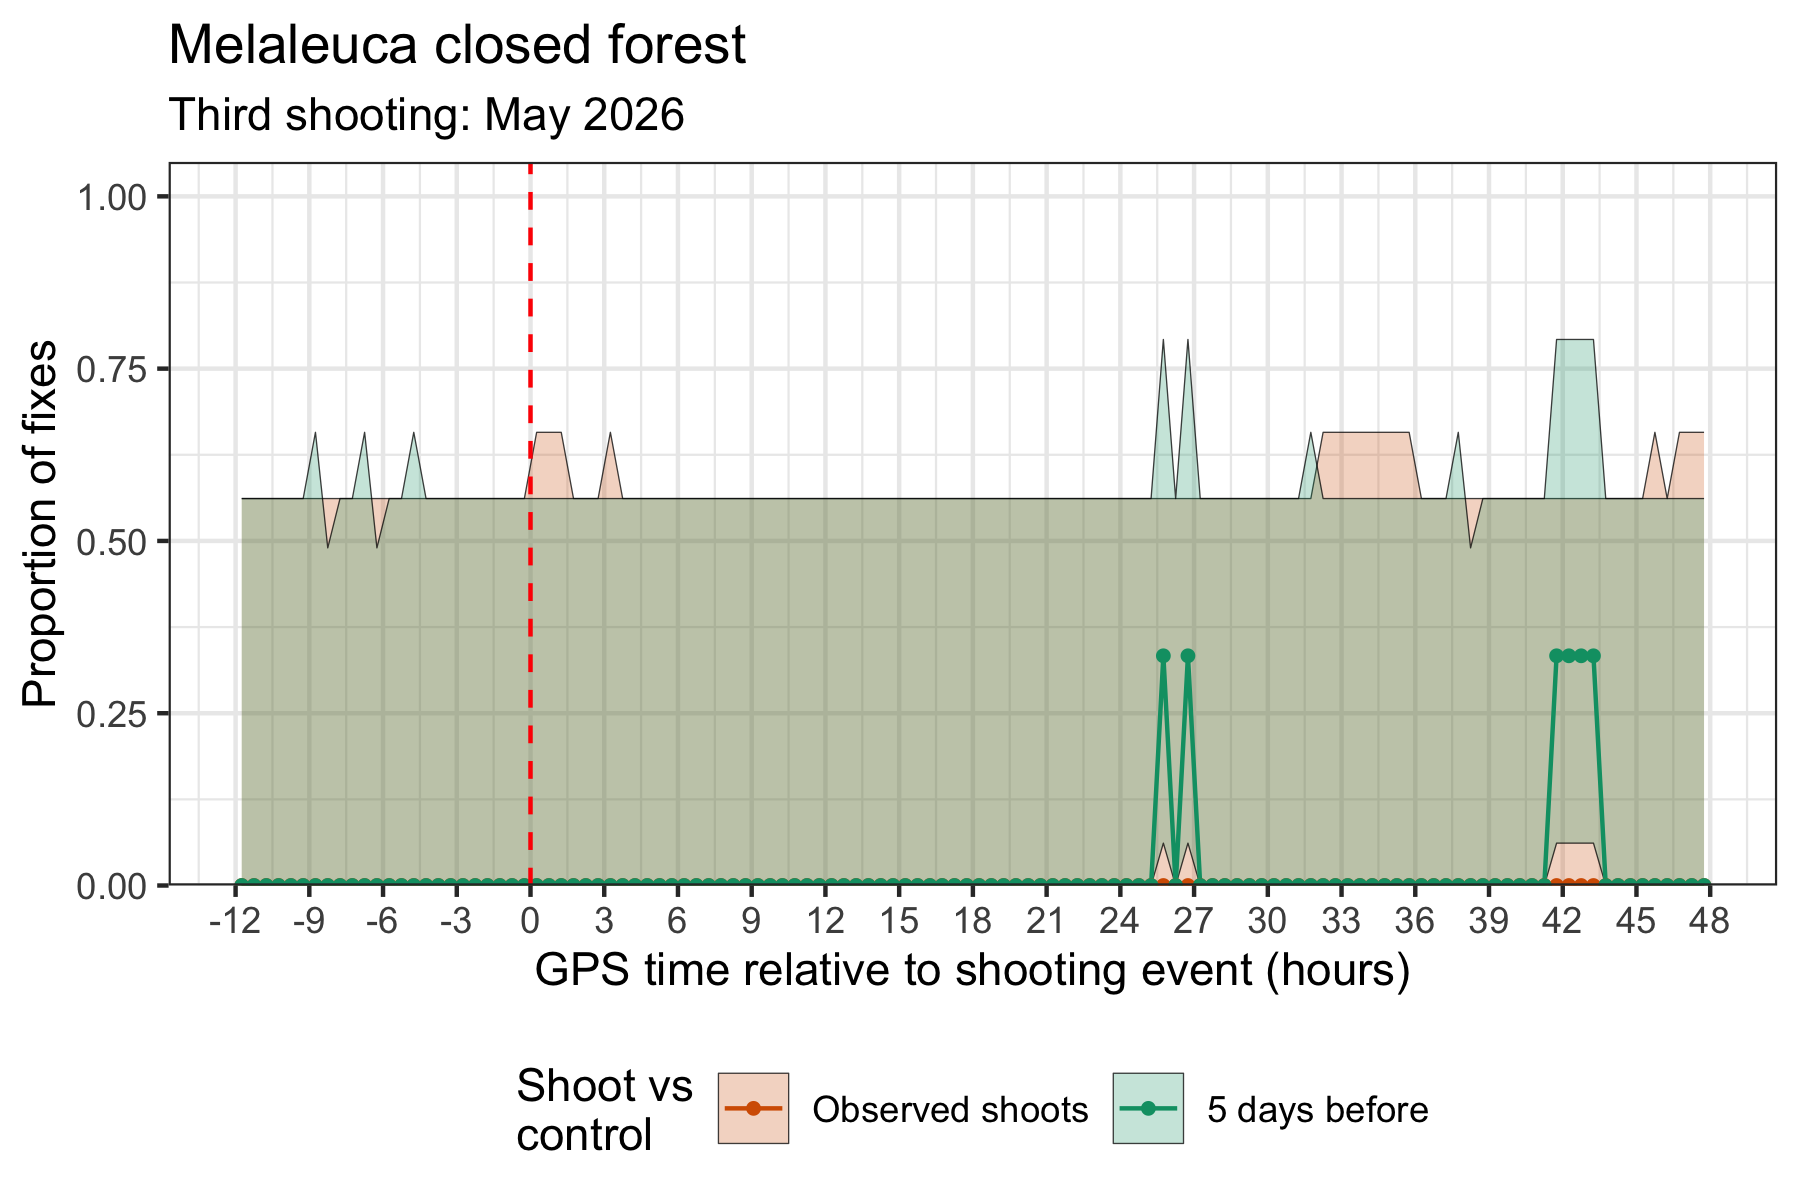 Melaleuca closed forest
Third shooting: May 2026
Proportion of fixes
1.00
0.75
0.50
0.25
0.00
-12 -9 -6 -3 0 3 6 9 12 15 18 21 24 27 30 33 36 39 42 45 48
GPS time relative to shooting event (hours)
Shoot vs
control
Observed shoots
5 days before